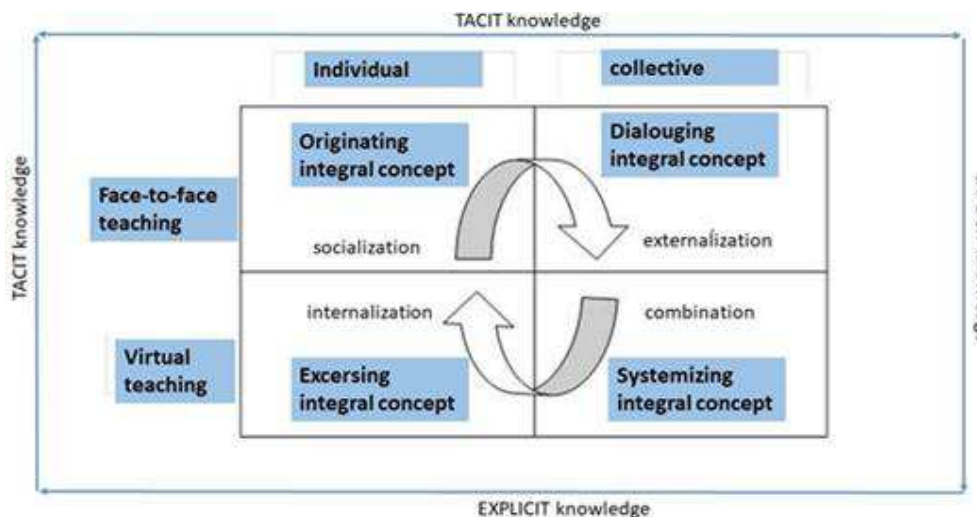 TACIT knowledge
Individual
collective
Originating
integral concept
Dialouging
integral concept
Face-to-face
teaching
TACIT knowledge
socialization
externalization
internalization
combination
Virtual
teaching
Excersing
integral concept
Systemizing
integral concept
EXPLICIT knowledge